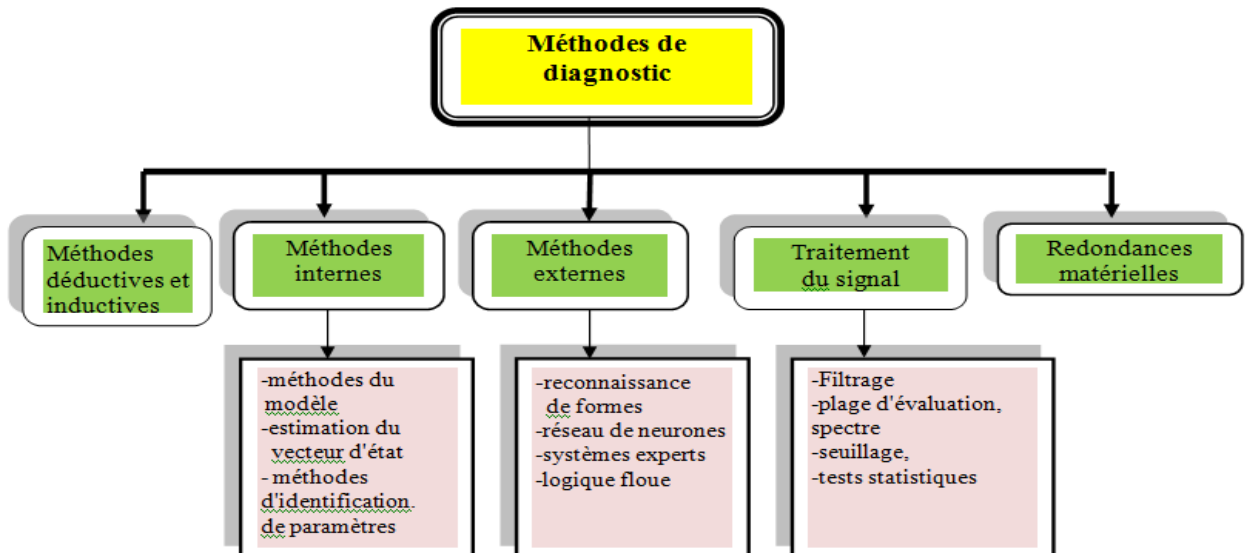 Méthodes de
diagnostic
Méthodes
déductives et
inductives
Méthodes
internes
Méthodes
externes
Traitement
du signal
Redondances
matérielles
-méthodes du
modèle
-estimation du
vecteur d'état
- méthodes
d'identification.
de paramètres
-reconnaissance
de formes
-réseau de neurones
-systèmes experts
-logique floue
-Filtrage
-plage d'évaluation,
spectre
-seuillage,
-tests statistiques